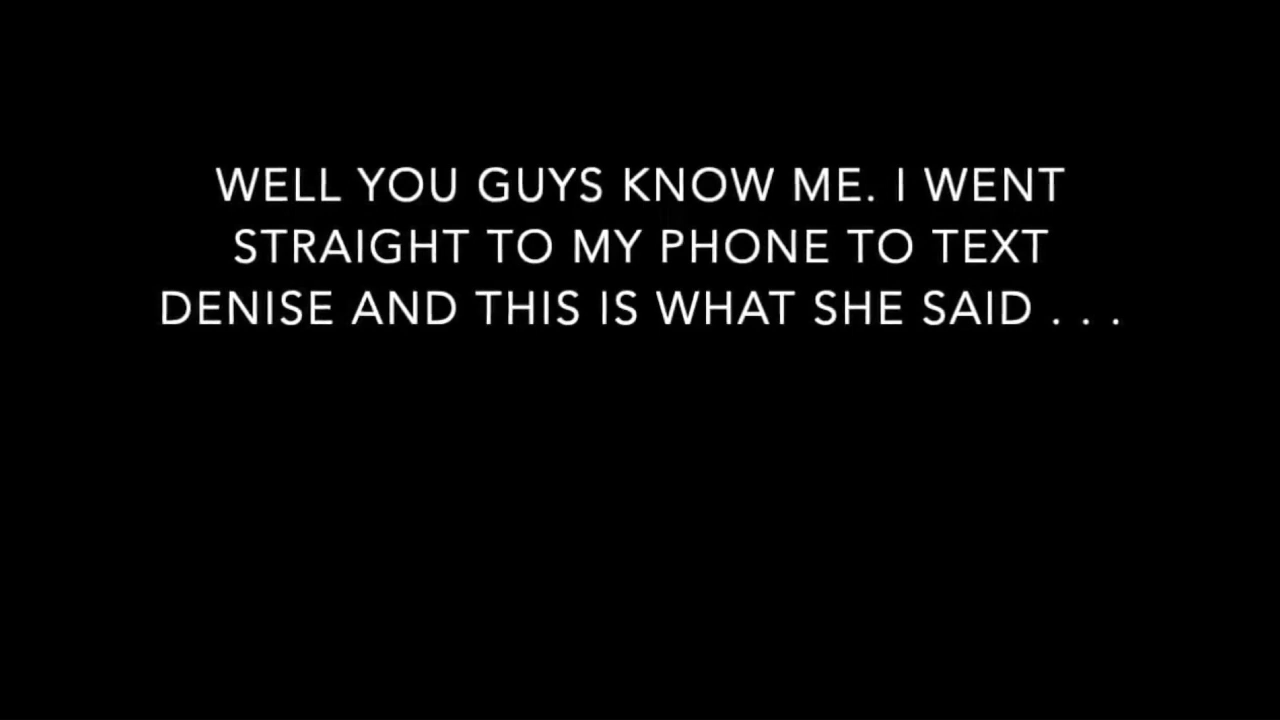 WELL YOU GUYS KNOW ME. I WENT
STRAIGHT TO MY PHONE TO TEXT
DENISE AND THIS IS WHAT SHE SAID . . .